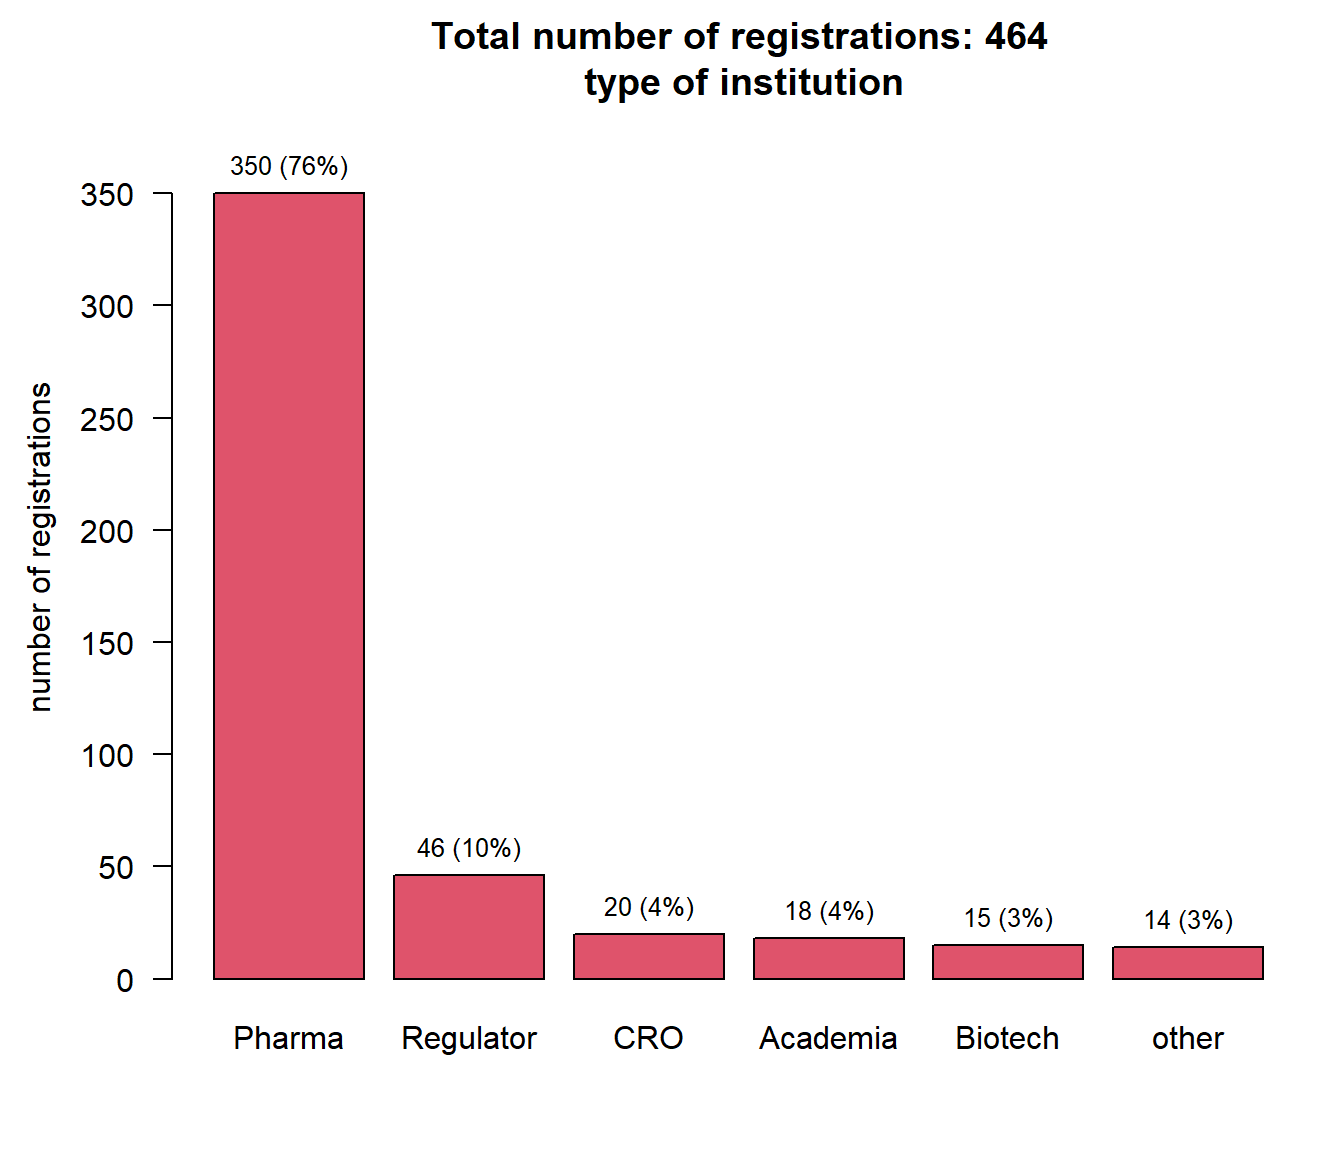 Total number of registrations: 464
type of institution
350 (76%)
350
300
250
200
150
100
50
0
number of registrations
46 (10%)
20 (4%)
18 (4%)
15 (3%)
14 (3%)
Pharma
Regulator
CRO
Academia
Biotech
other